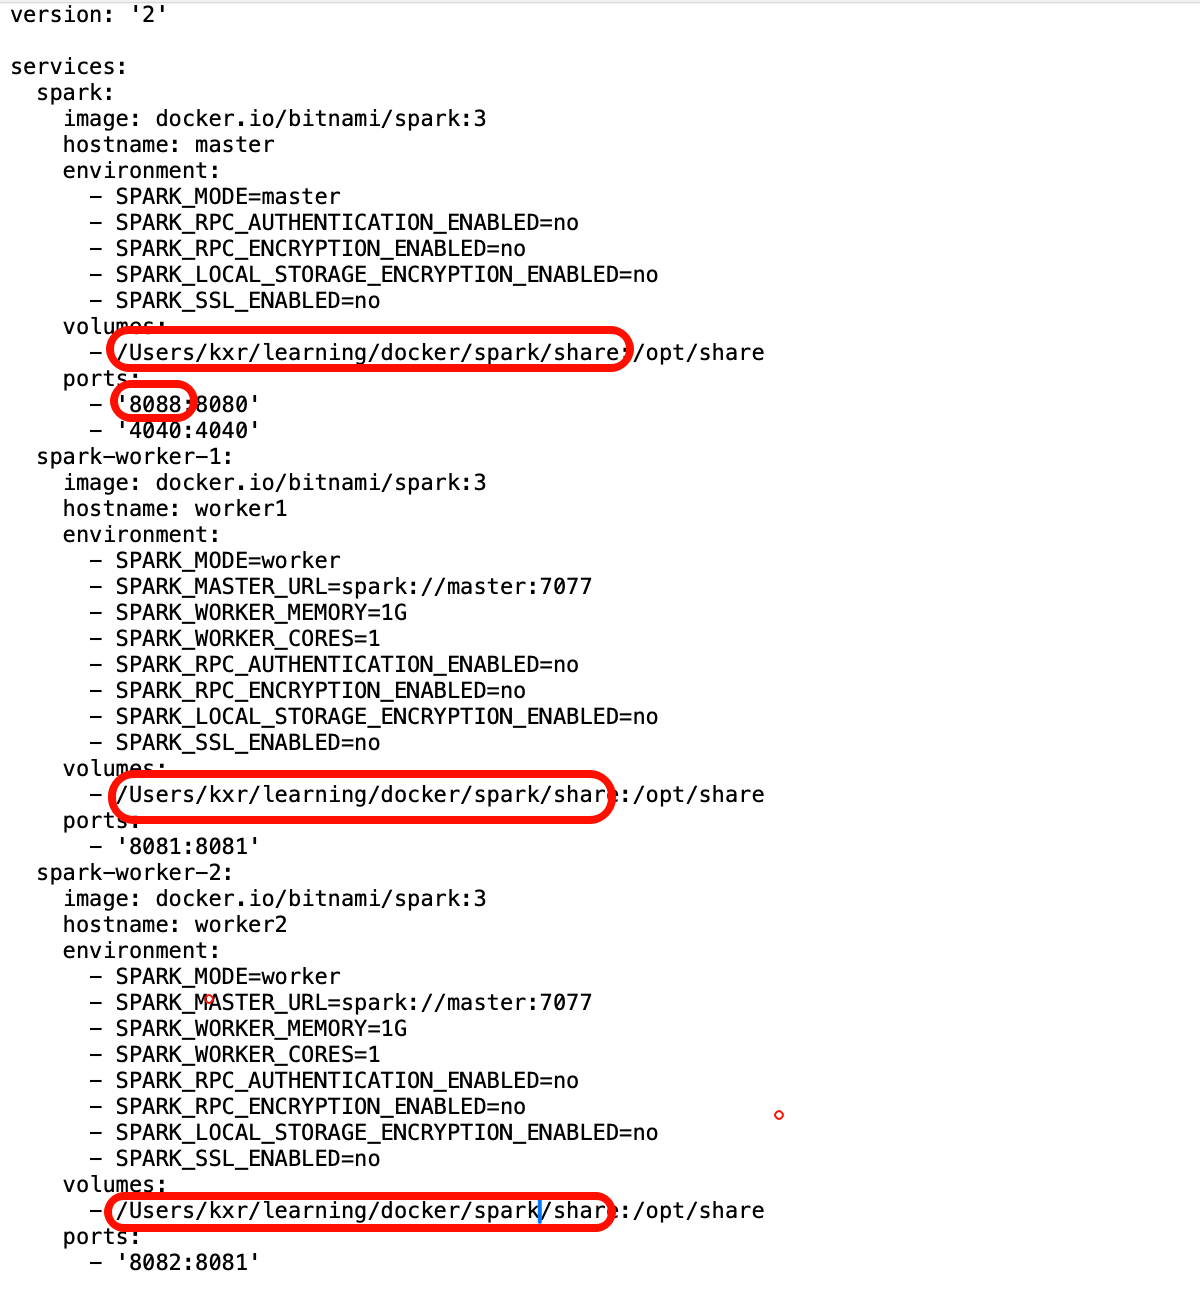 version: '2'
services:
spark:
image: docker.io/bitnami/spark:3
hostname: master
environment:
- SPARK_MODE=master
- SPARK_RPC_AUTHENTICATION_ENABLED=no
- SPARK_RPC_ENCRYPTION_ENABLED=no
- SPARK_LOCAL_STORAGE_ENCRYPTION_ENABLED=no
- SPARK_SSL_ENABLED=no
volumes:
- /Users/kxr/learning/docker/spark/share:/opt/share
ports:
- '8088:8080'
- '4040:4040'
spark-worker-1:
image: docker.io/bitnami/spark:3
hostname: worker1
environment:
- SPARK_MODE=worker
- SPARK_MASTER_URL=spark://master:7077
- SPARK_WORKER_MEMORY=1G
- SPARK_WORKER_CORES=1
- SPARK_RPC_AUTHENTICATION_ENABLED=no
- SPARK_RPC_ENCRYPTION_ENABLED=no
- SPARK_LOCAL_STORAGE_ENCRYPTION_ENABLED=no
- SPARK_SSL_ENABLED=no
volumes:
- /Users/kxr/learning/docker/spark/share:/opt/share
ports:
- '8081:8081'
spark-worker-2:
image: docker.io/bitnami/spark:3
hostname: worker2
environment:
- SPARK_MODE=worker
- SPARK_MASTER_URL=spark://master:7077
- SPARK_WORKER_MEMORY=1G
- SPARK_WORKER_CORES=1
- SPARK_RPC_AUTHENTICATION_ENABLED=no
- SPARK_RPC_ENCRYPTION_ENABLED=no
- SPARK_LOCAL_STORAGE_ENCRYPTION_ENABLED=no
- SPARK_SSL_ENABLED=no
volumes:
- /Users/kxr/learning/docker/spark/share:/opt/share
ports:
- '8082:8081'